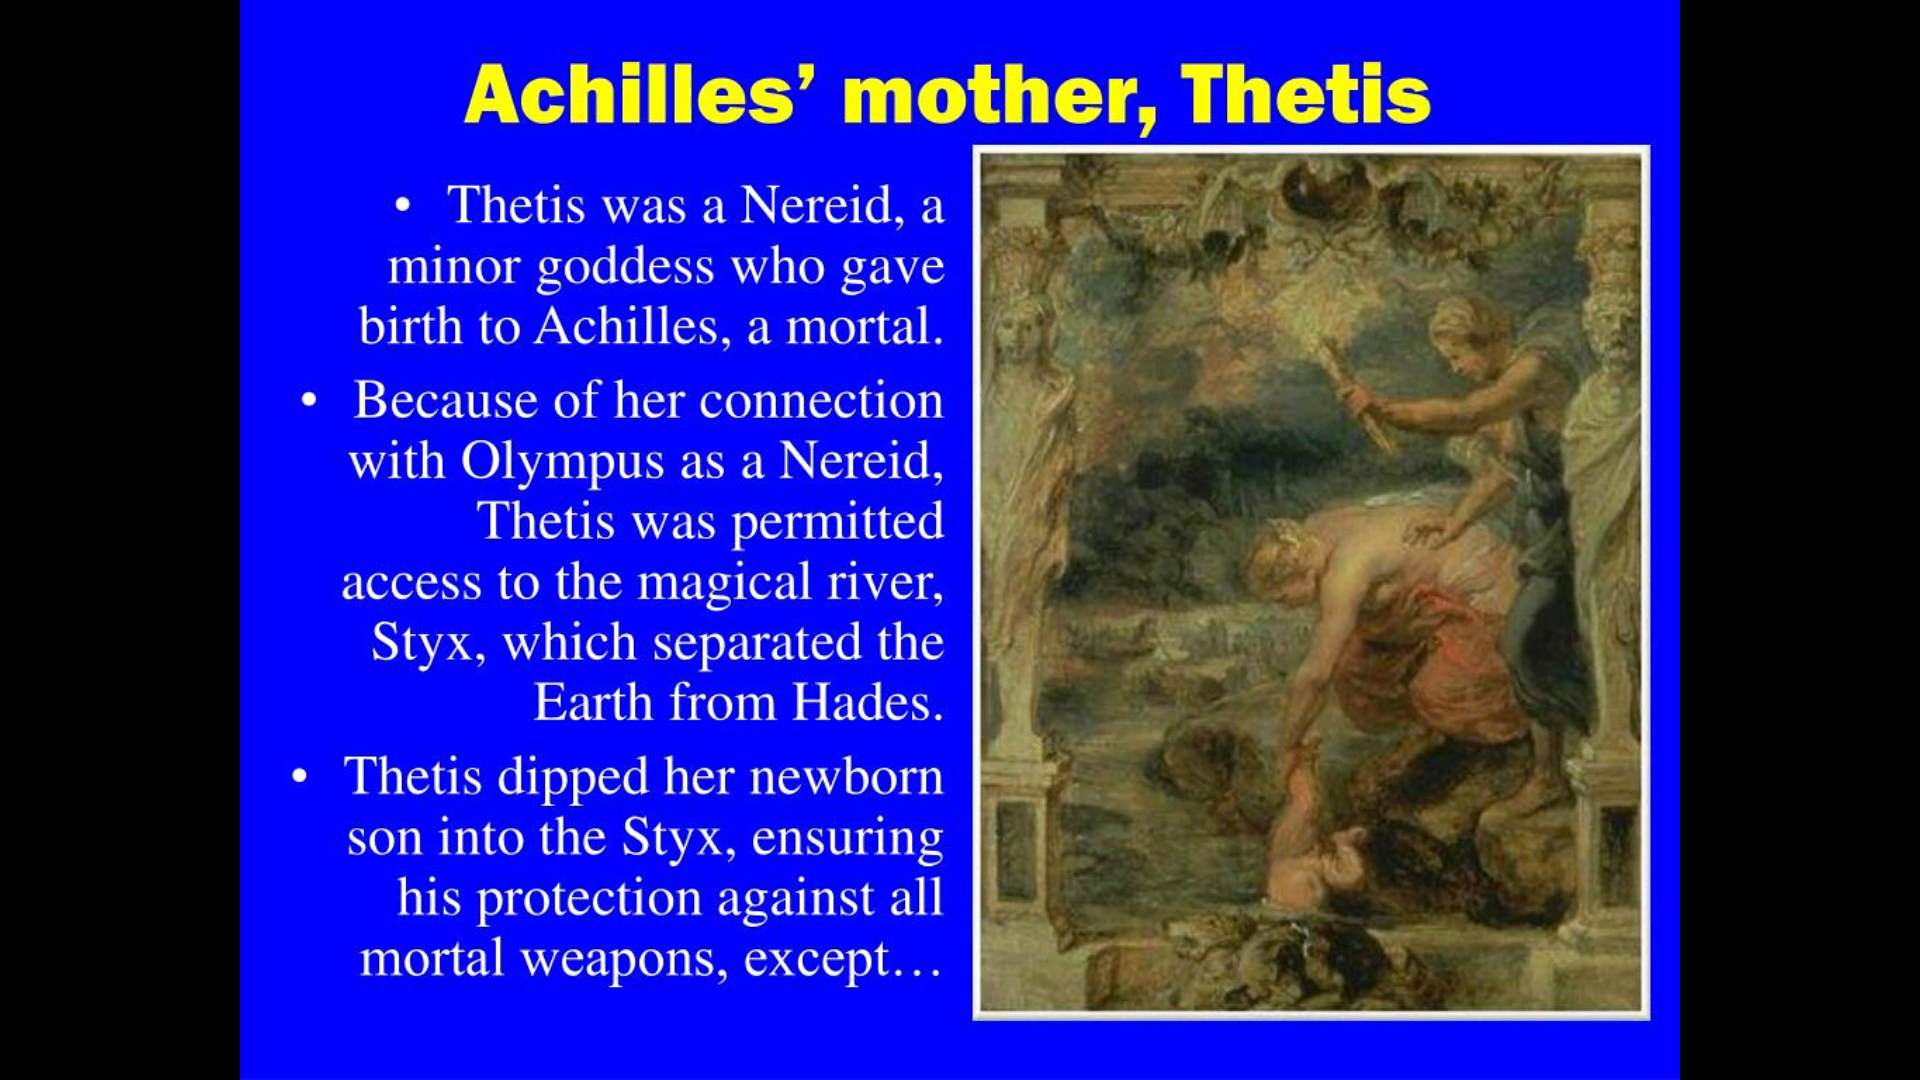 Achilles’ mother, Thetis
• Thetis was a Nereid, a
minor goddess who gave
birth to Achilles, a mortal.
• Because of her connection
with Olympus as a Nereid,
Thetis was permitted
access to the magical river,
Styx, which separated the
Earth from Hades.
• Thetis dipped her newborn
son into the Styx, ensuring
his protection against all
mortal weapons, except…